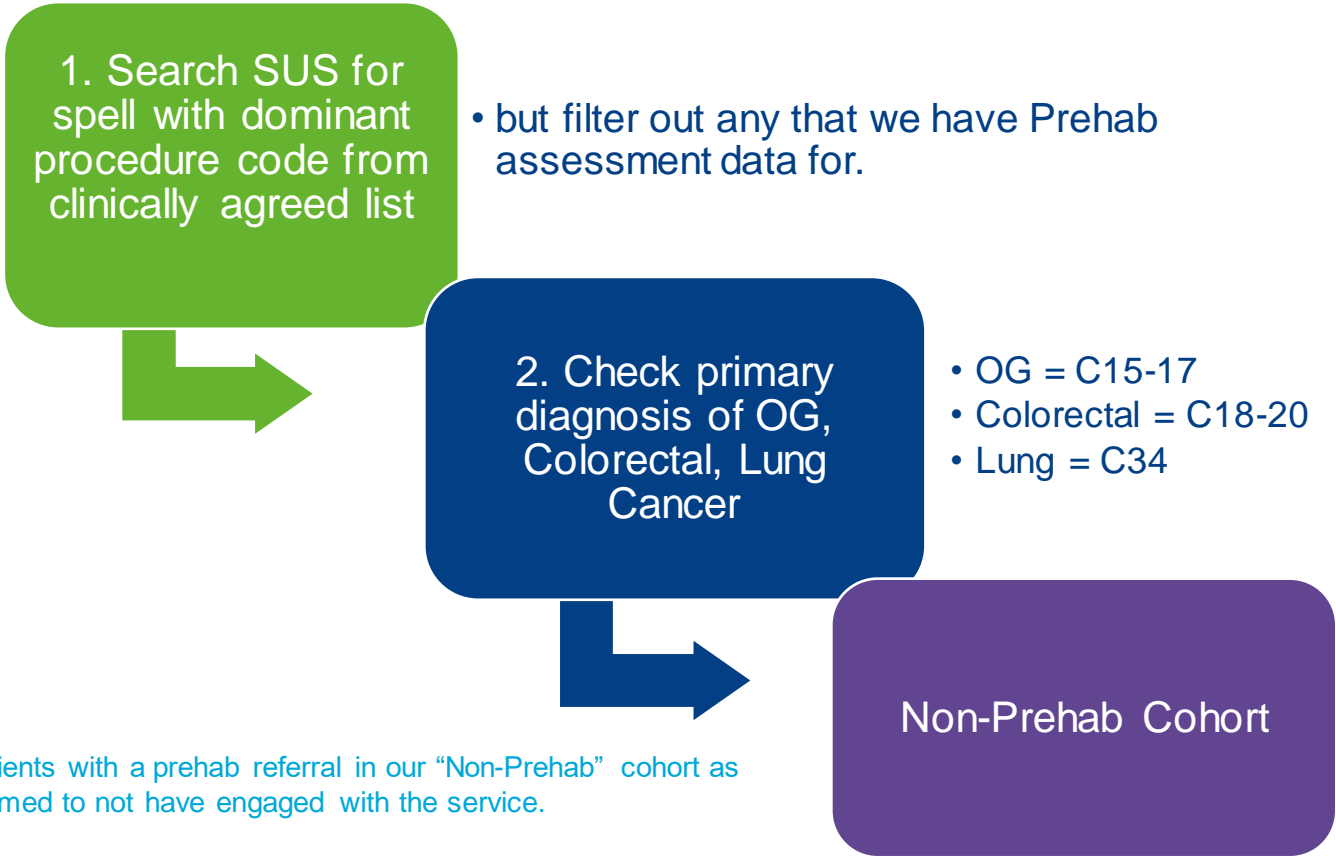 1. Search SUS for
spell with dominant
procedure code from
clinically agreed list
• but filter out any that we have Prehab
assessment data for.
2. Check primary
diagnosis of OG,
Colorectal, Lung
Cancer
• OG = C15-17
• Colorectal = C18-20
• Lung = C34
Non-Prehab Cohort
with a prehab referral in our “Non-Prehab” cohort as
to not have engaged with the service.